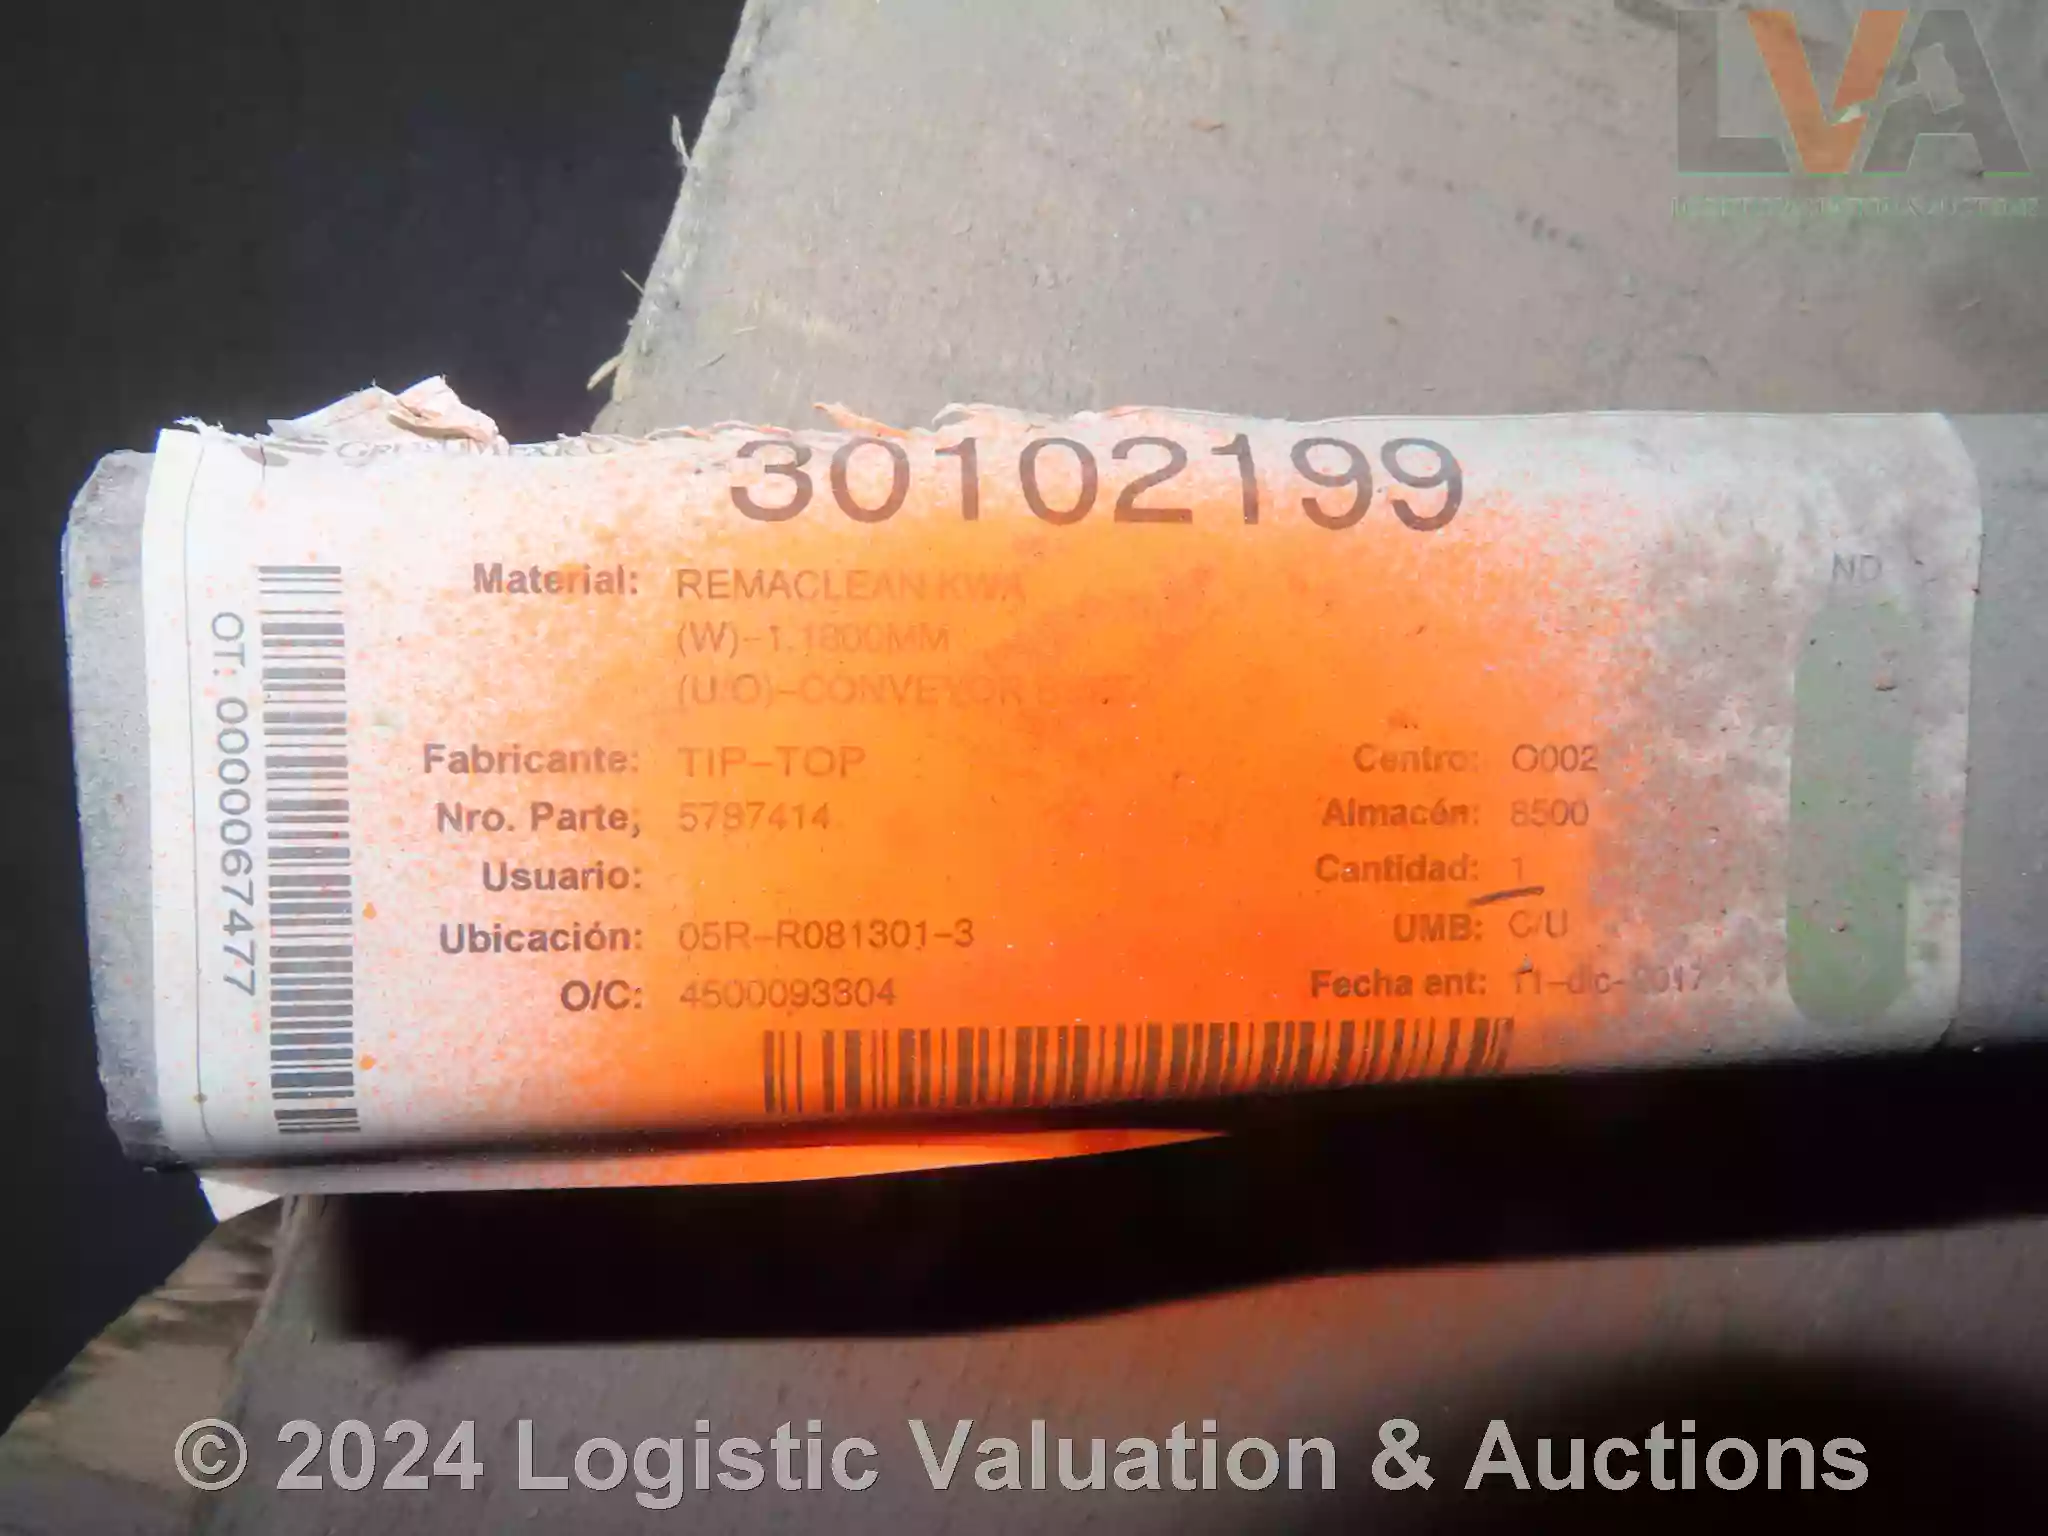 LVA
GRUPO MEXICO
30102199
Material: REMACLEAN KWA
(W)-1.1800MM
(U/O)-CONVEYOR
Fabricante: TIP-TOP
Nro. Parte; 5787414
Usuario:
Ubicación: 05R-R081301-3
O/C: 4500093304
Centro: O002
Almacén: 8500
Cantidad: 1
UMB: C/U
Fecha ent: 11-dic-2017
ND
OT: 0000067477
© 2024 Logistic Valuation & Auctions